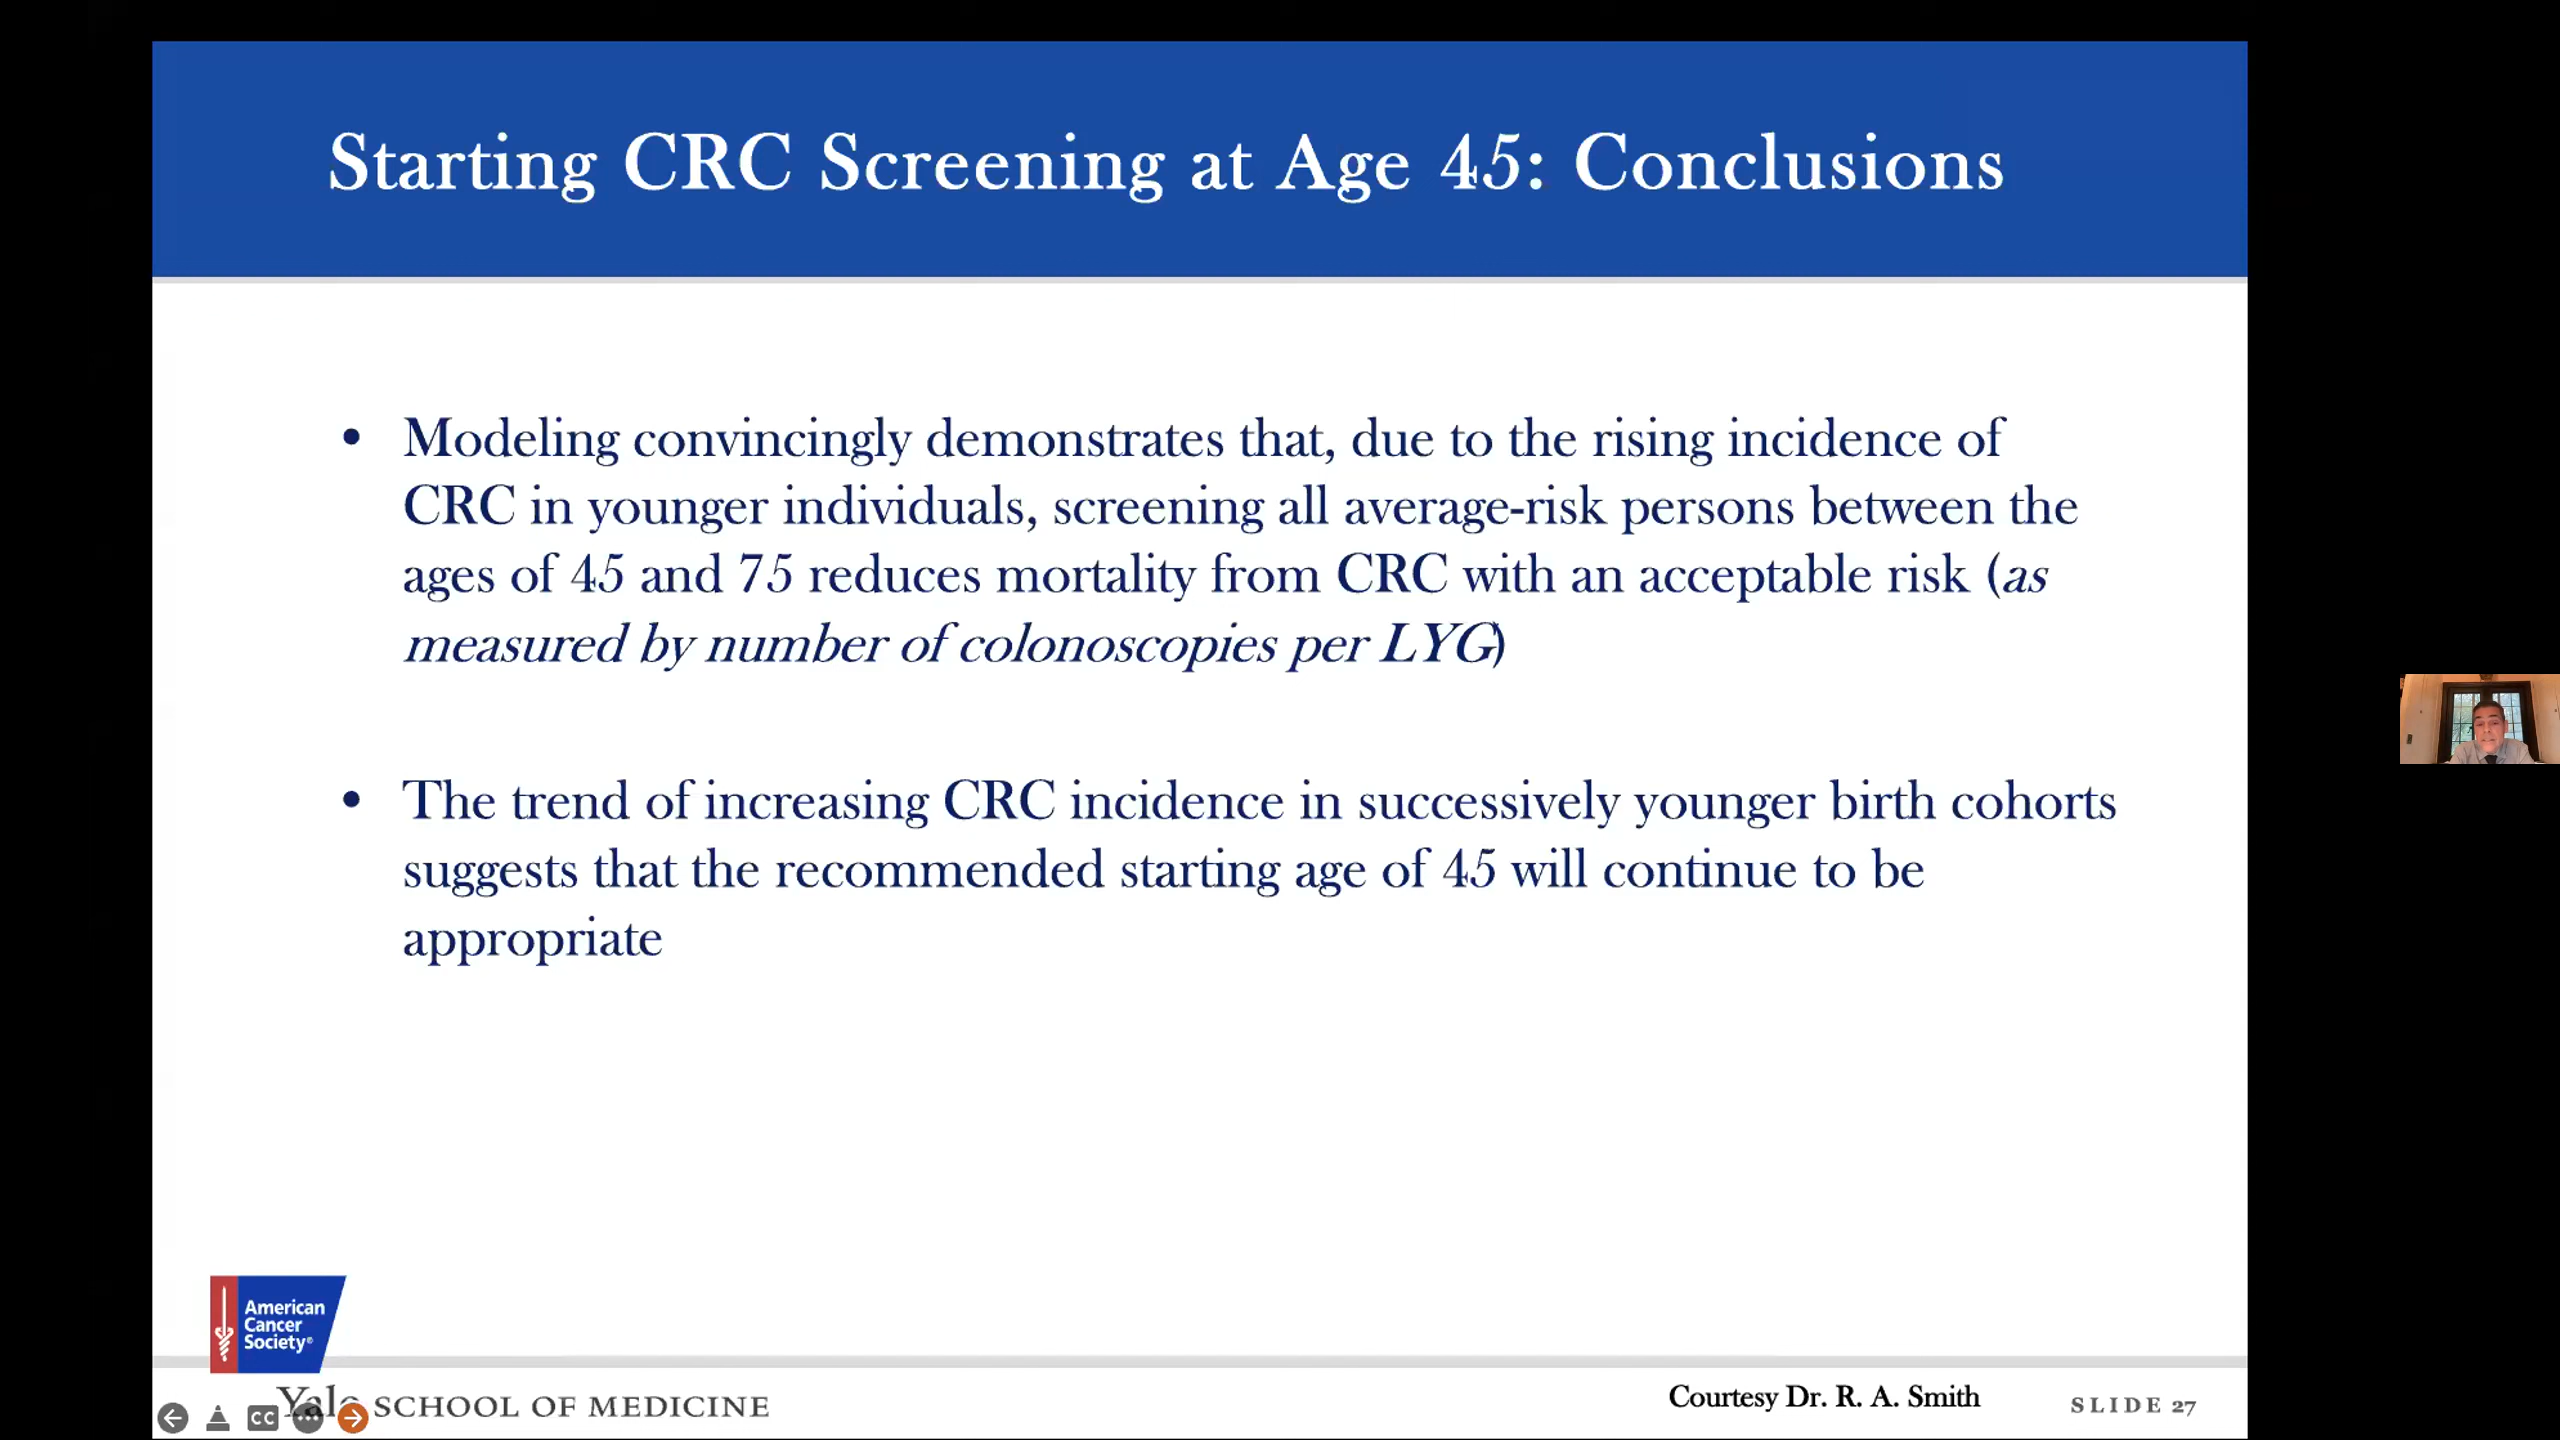 Starting CRC Screening at Age 45: Conclusions
• Modeling convincingly demonstrates that, due to the rising incidence of
CRC in younger individuals, screening all average-risk persons between the
ages of 45 and 75 reduces mortality from CRC with an acceptable risk (as
measured by number of colonoscopies per LYG)
• The trend of increasing CRC incidence in successively younger birth cohorts
suggests that the recommended starting age of 45 will continue to be
appropriate
American
Cancer
Society®
Yale SCHOOL OF MEDICINE
CC
Courtesy Dr. R. A. Smith
SLIDE 27